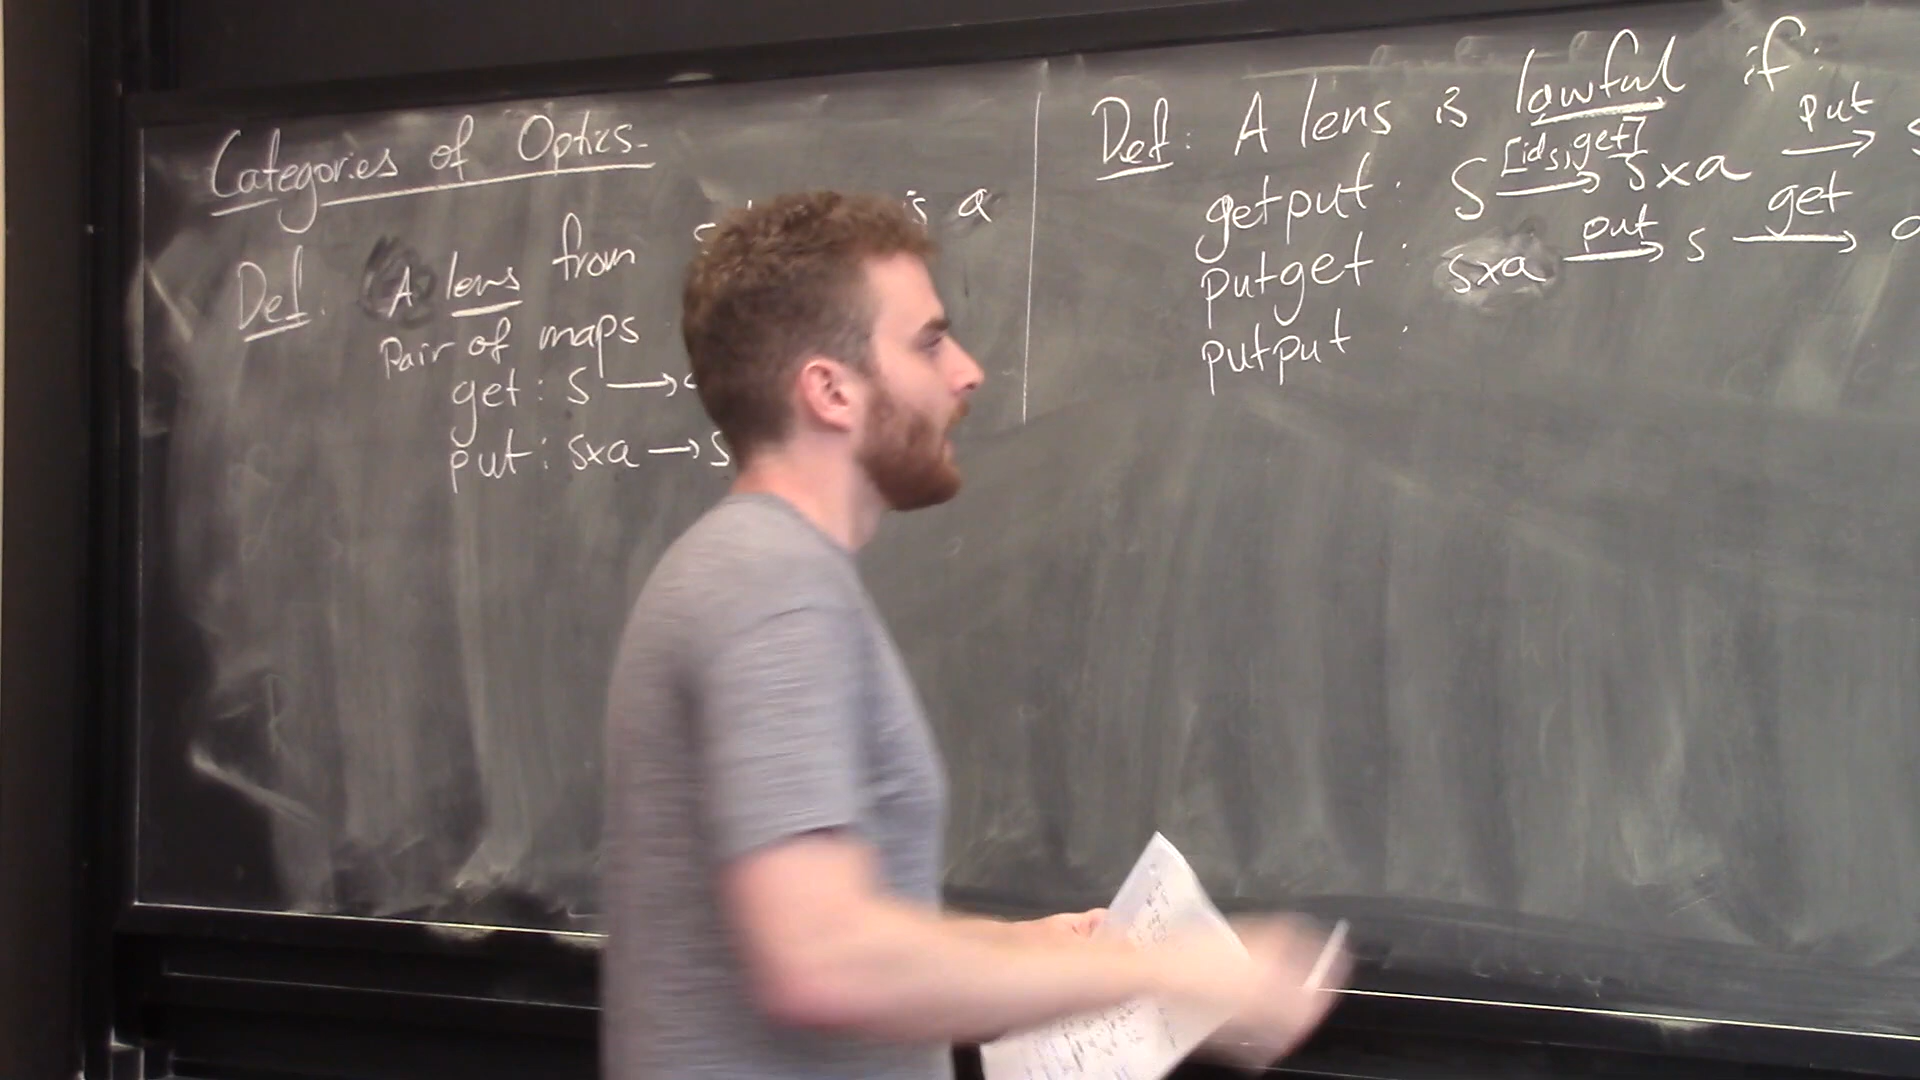 Categories of Optics.
Def. A lens from is a
Pair of maps
get: S →
put: s×a → s
Def: A lens is lawful if:
getput: S [id_S, get]→ S×a put→
putget: s×a put→ s get→
putput: